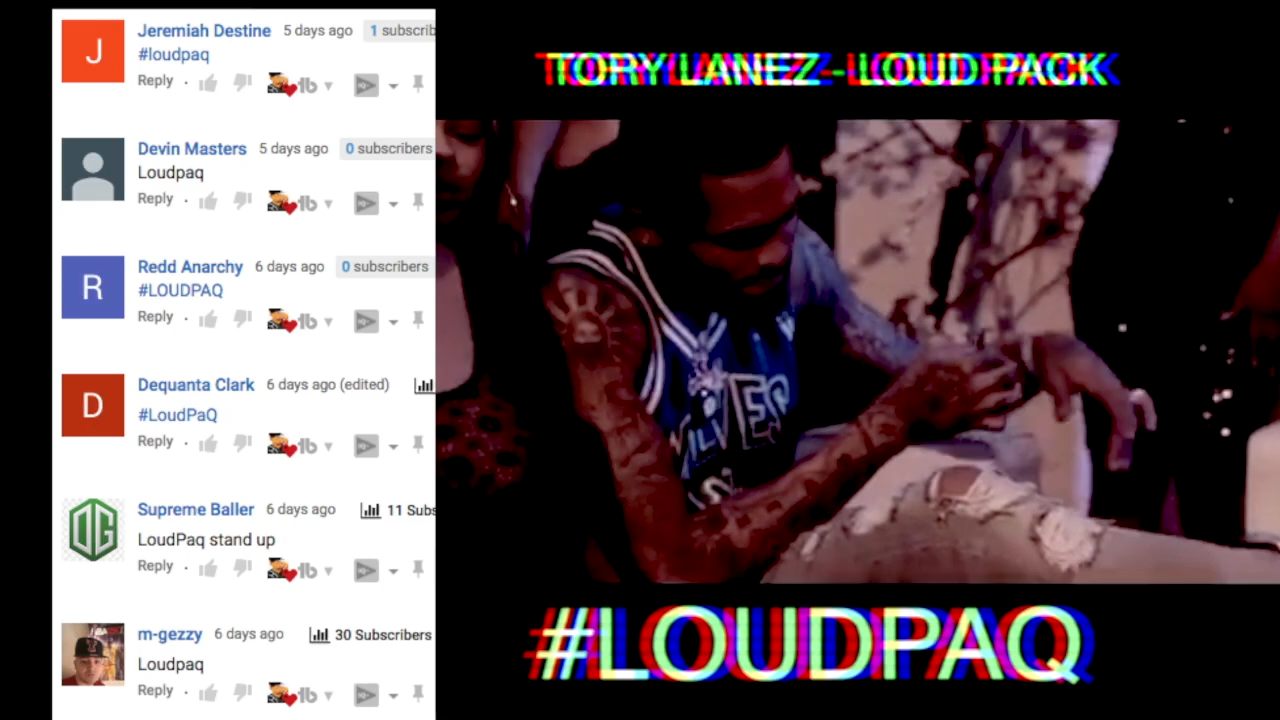 Jeremiah Destine 5 days ago 1 subscrib
#loudpaq
Reply
Devin Masters 5 days ago 0 subscribers
Loudpaq
Reply
Redd Anarchy 6 days ago 0 subscribers
#LOUDPAQ
Reply
Dequanta Clark 6 days ago (edited)
#LoudPaQ
Reply
Supreme Baller 6 days ago 11 Subs
LoudPaq stand up
Reply
m-gezzy 6 days ago 30 Subscribers
Loudpaq
Reply
J
R
D
OG
TORY LANEZ - LOUD PACK
#LOUDPAQ